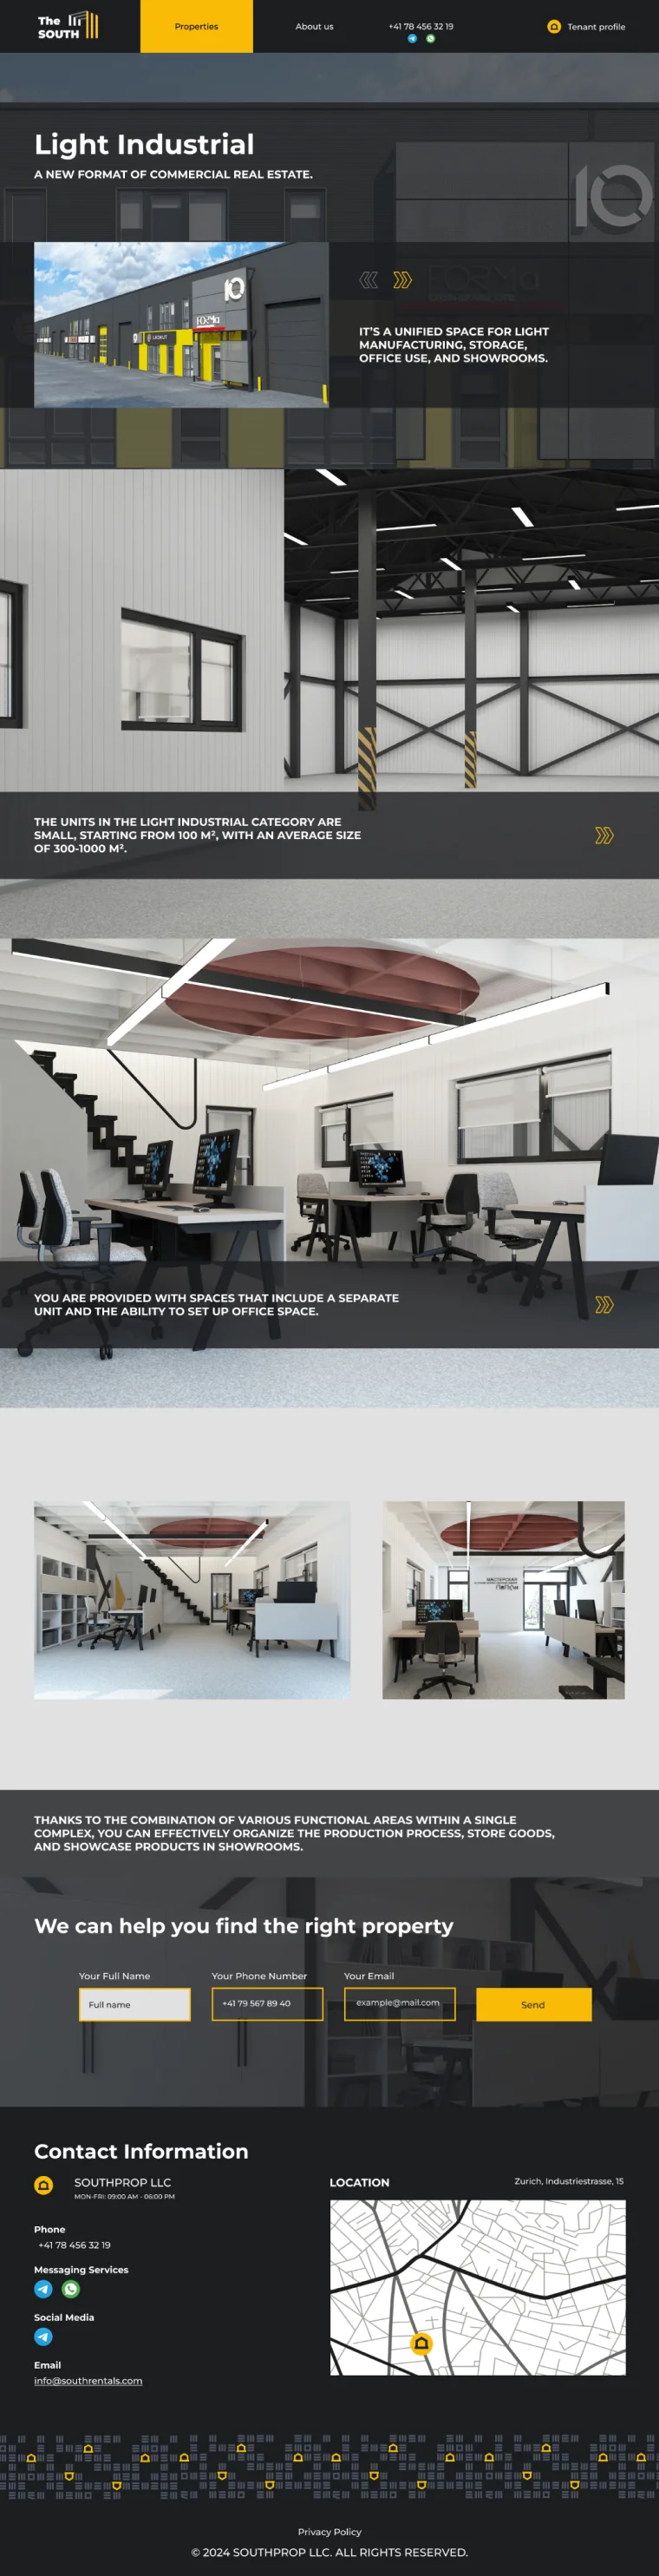 The
SOUTH
Properties
About us
+41 78 456 32 19
Tenant profile
Light Industrial
A NEW FORMAT OF COMMERCIAL REAL ESTATE.
10
FORMA
10
LIQKUT
FORMa
IT'S A UNIFIED SPACE FOR LIGHT
MANUFACTURING, STORAGE,
OFFICE USE, AND SHOWROOMS.
THE UNITS IN THE LIGHT INDUSTRIAL CATEGORY ARE
SMALL, STARTING FROM 100 M², WITH AN AVERAGE SIZE
OF 300-1000 M².
YOU ARE PROVIDED WITH SPACES THAT INCLUDE A SEPARATE
UNIT AND THE ABILITY TO SET UP OFFICE SPACE.
МАСТЕРСКАЯ
THANKS TO THE COMBINATION OF VARIOUS FUNCTIONAL AREAS WITHIN A SINGLE
COMPLEX, YOU CAN EFFECTIVELY ORGANIZE THE PRODUCTION PROCESS, STORE GOODS,
AND SHOWCASE PRODUCTS IN SHOWROOMS.
We can help you find the right property
Your Full Name
Your Phone Number
Your Email
Full name
+41 79 567 89 40
example@mail.com
Send
Contact Information
SOUTHPROP LLC
MON-FRI: 09:00 AM - 06:00 PM
Phone
+41 78 456 32 19
Messaging Services
Social Media
Email
info@southrentals.com
LOCATION
Zurich, Industriestrasse, 15
Privacy Policy
© 2024 SOUTHPROP LLC. ALL RIGHTS RESERVED.